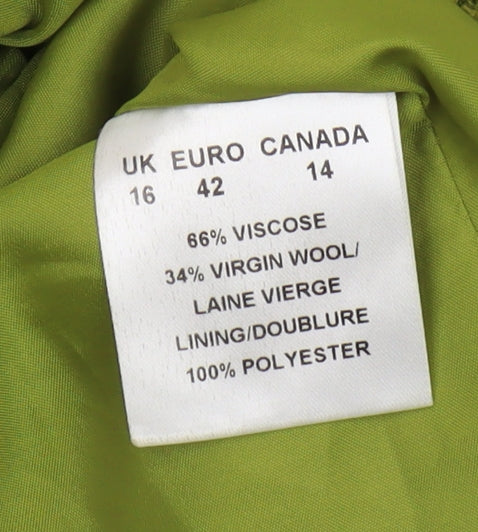 UK EURO CANADA
16 42 14
66% VISCOSE
34% VIRGIN WOOL/
LAINE VIERGE
LINING/DOUBLURE
100% POLYESTER